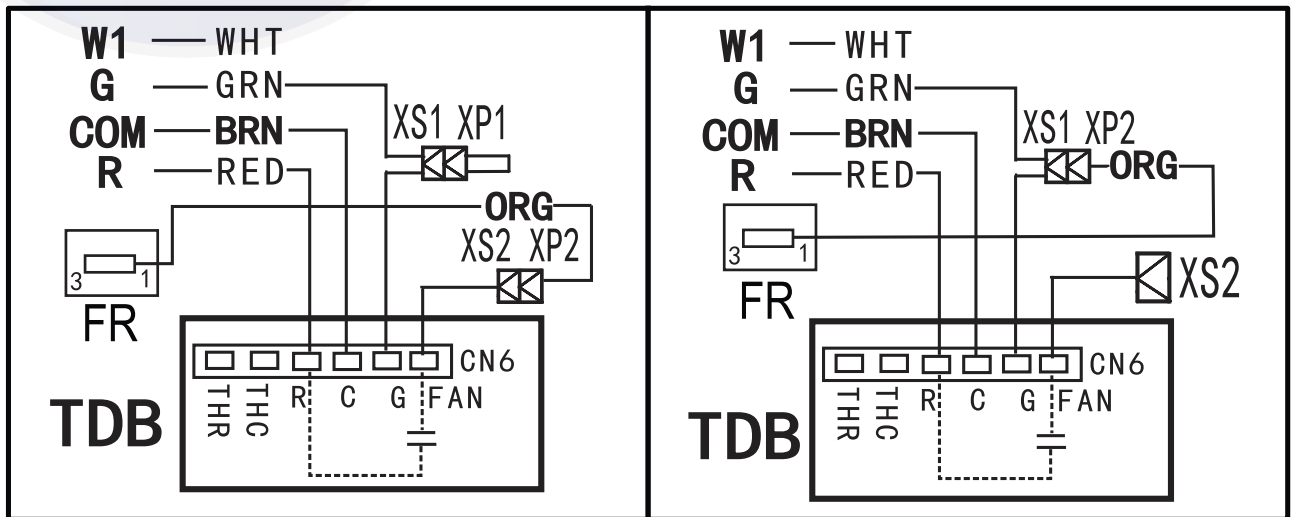 W1 WHT
G GRN
COM BRN
R RED
XS1 XP1
ORG
XS2 XP2
3 1
FR
CN6
THR THC R C G FAN
TDB
W1 WHT
G GRN
COM BRN
R RED
XS1 XP2
ORG
3 1
FR
XS2
CN6
THR THC R C G FAN
TDB